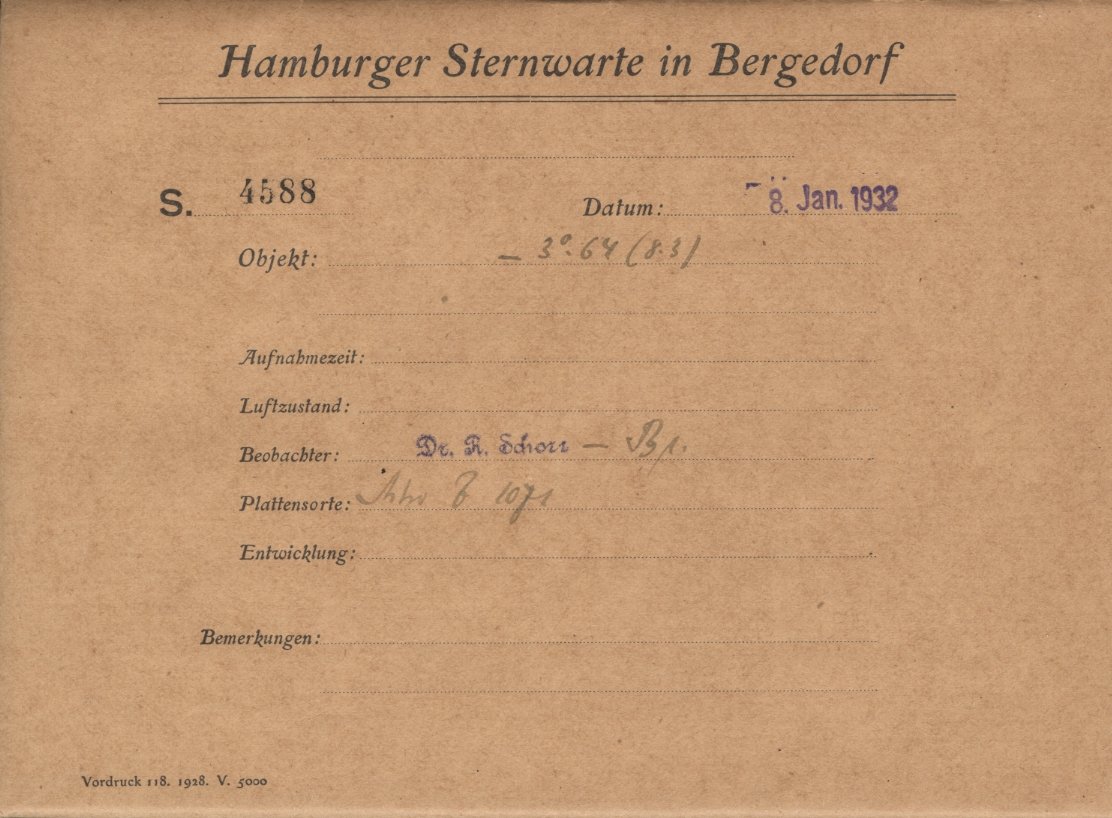 Hamburger Sternwarte in Bergedorf
S. 4588
Datum: 8. Jan. 1932
Objekt: – 3°.64 (8.3)
Aufnahmezeit:
Luftzustand:
Beobachter: Dr. R. Schorr –
Plattensorte: 1071
Entwicklung:
Bemerkungen:
Vordruck 118. 1928. V. 5000